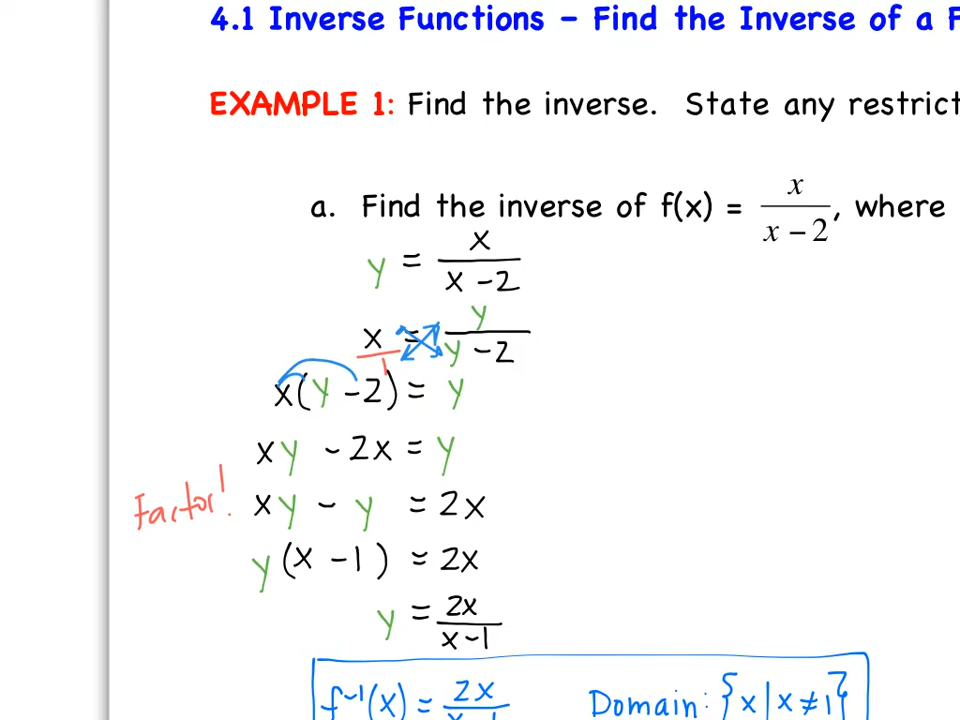 4.1 Inverse Functions – Find the Inverse of a F
EXAMPLE 1: Find the inverse. State any restrict
a. Find the inverse of f(x) = x/(x − 2), where
y = x/(x − 2)
x/1 = y/(y − 2)
x(y − 2) = y
xy − 2x = y
Factor! xy − y = 2x
y(x − 1) = 2x
y = 2x/(x − 1)
f⁻¹(x) = 2x/(x − 1) Domain: {x | x ≠ 1}